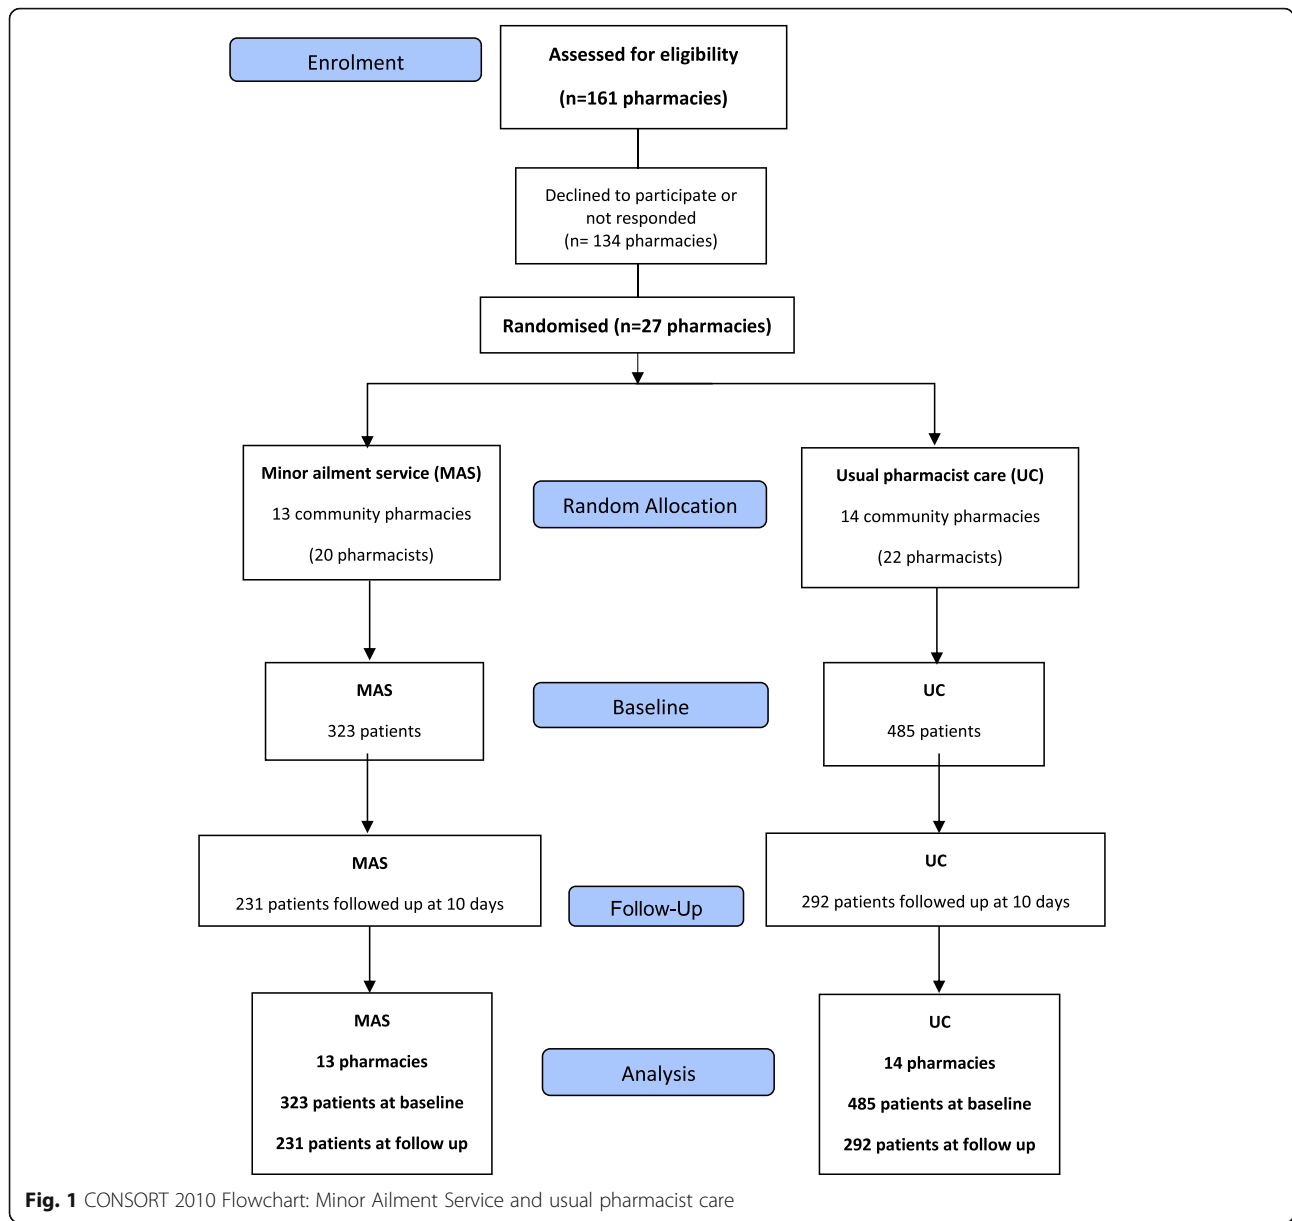 Enrolment
Assessed for eligibility
(n=161 pharmacies)
Declined to participate or
not responded
(n= 134 pharmacies)
Randomised (n=27 pharmacies)
Minor ailment service (MAS)
13 community pharmacies
(20 pharmacists)
Random Allocation
Usual pharmacist care (UC)
14 community pharmacies
(22 pharmacists)
MAS
323 patients
Baseline
UC
485 patients
MAS
231 patients followed up at 10 days
Follow-Up
UC
292 patients followed up at 10 days
MAS
13 pharmacies
323 patients at baseline
231 patients at follow up
Analysis
UC
14 pharmacies
485 patients at baseline
292 patients at follow up
Fig. 1 CONSORT 2010 Flowchart: Minor Ailment Service and usual pharmacist care